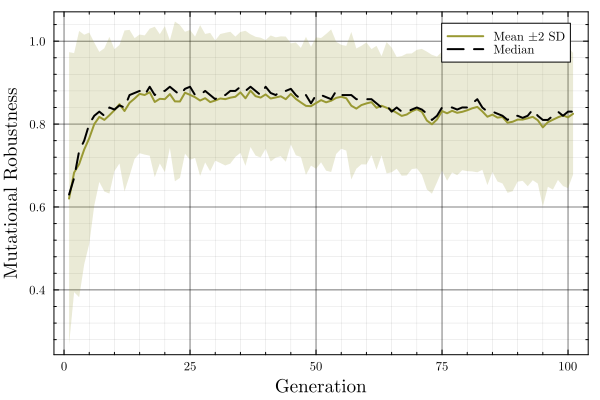 Mean ±2 SD
Median
1.0
0.8
0.6
0.4
Mutational Robustness
0 25 50 75 100
Generation